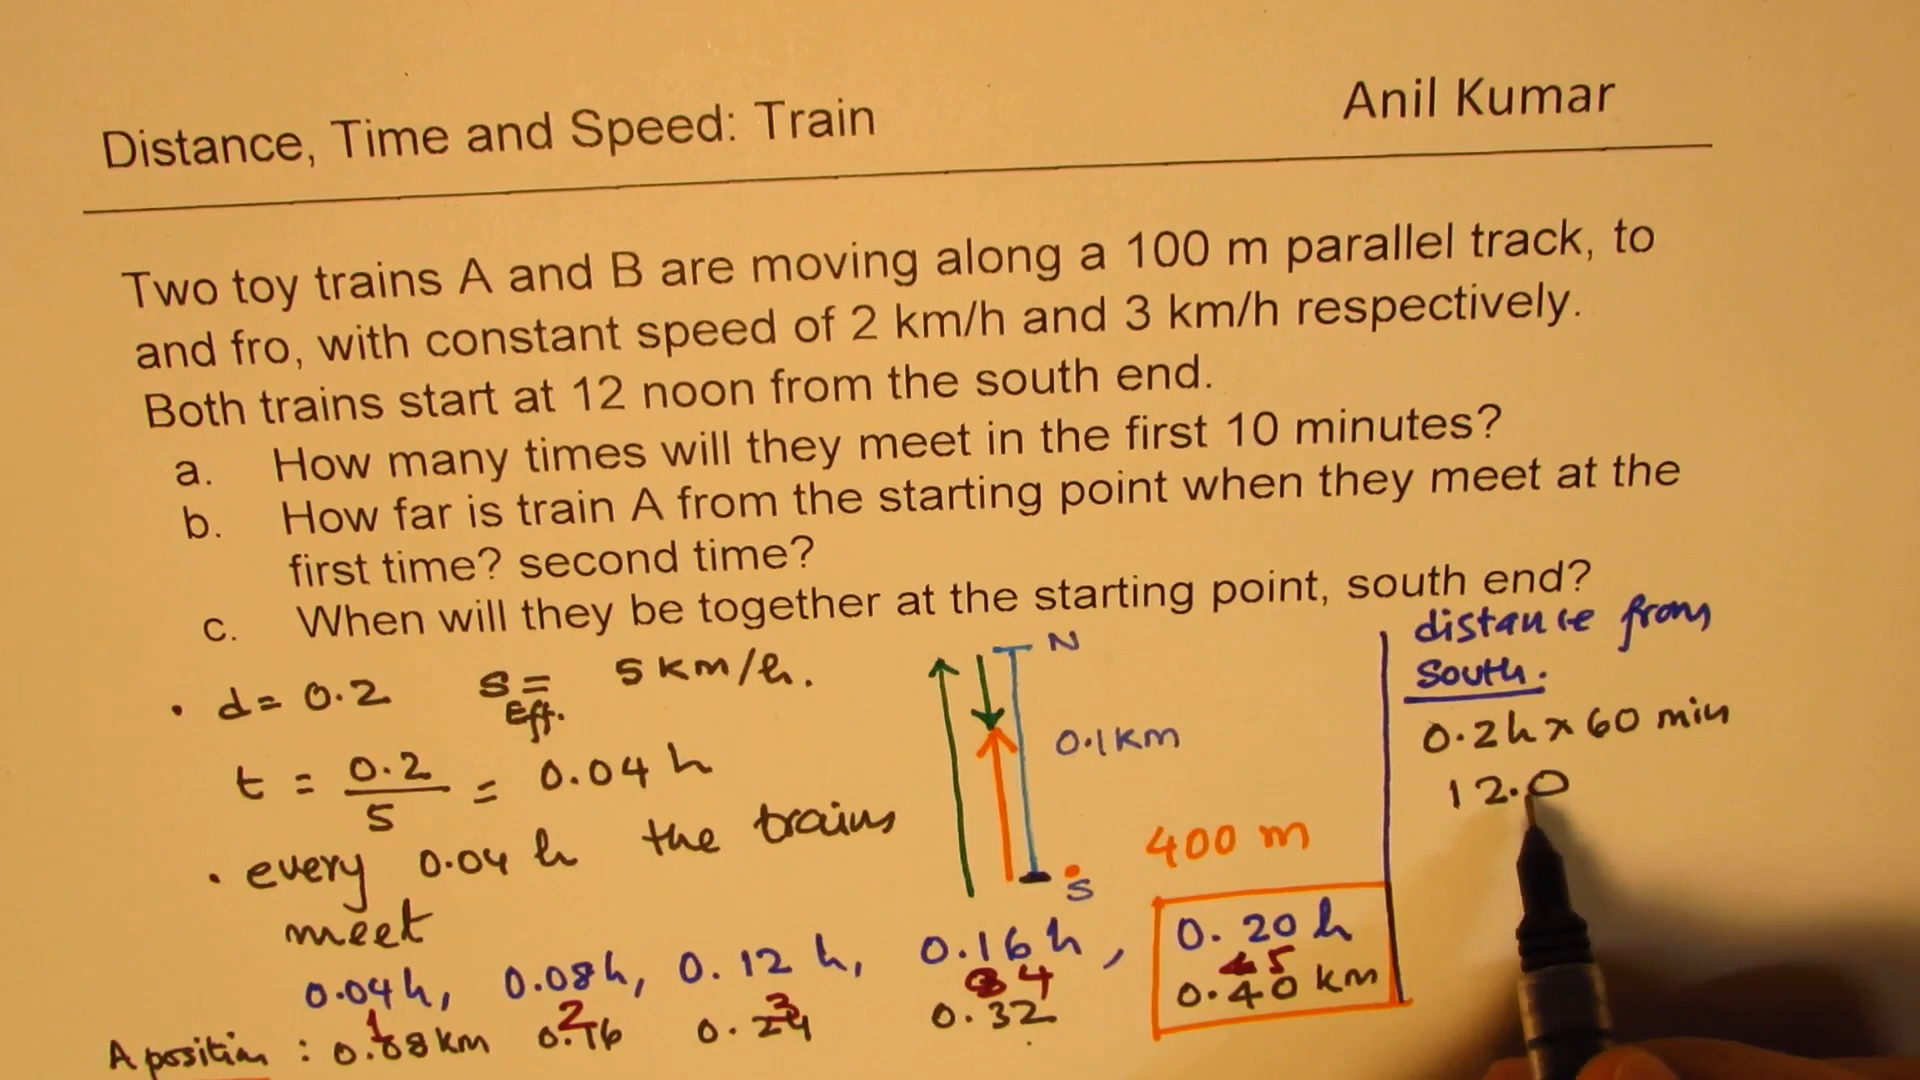 Anil Kumar
Distance, Time and Speed: Train
Two toy trains A and B are moving along a 100 m parallel track, to
and fro, with constant speed of 2 km/h and 3 km/h respectively.
Both trains start at 12 noon from the south end.
a. How many times will they meet in the first 10 minutes?
b. How far is train A from the starting point when they meet at the
first time? second time?
c. When will they be together at the starting point, south end?
• d = 0.2 S = 5 km/h.
Eff.
t = 0.2 / 5 = 0.04 h
• every 0.04 h the trains
meet
0.04h, 0.08h, 0.12 h, 0.16h, 0.20h
1 2 3 4 5
A position : 0.08km 0.16 0.24 0.32 0.40 km
N
0.1km
S
400 m
distance from
South.
0.2h x 60 min
12.0